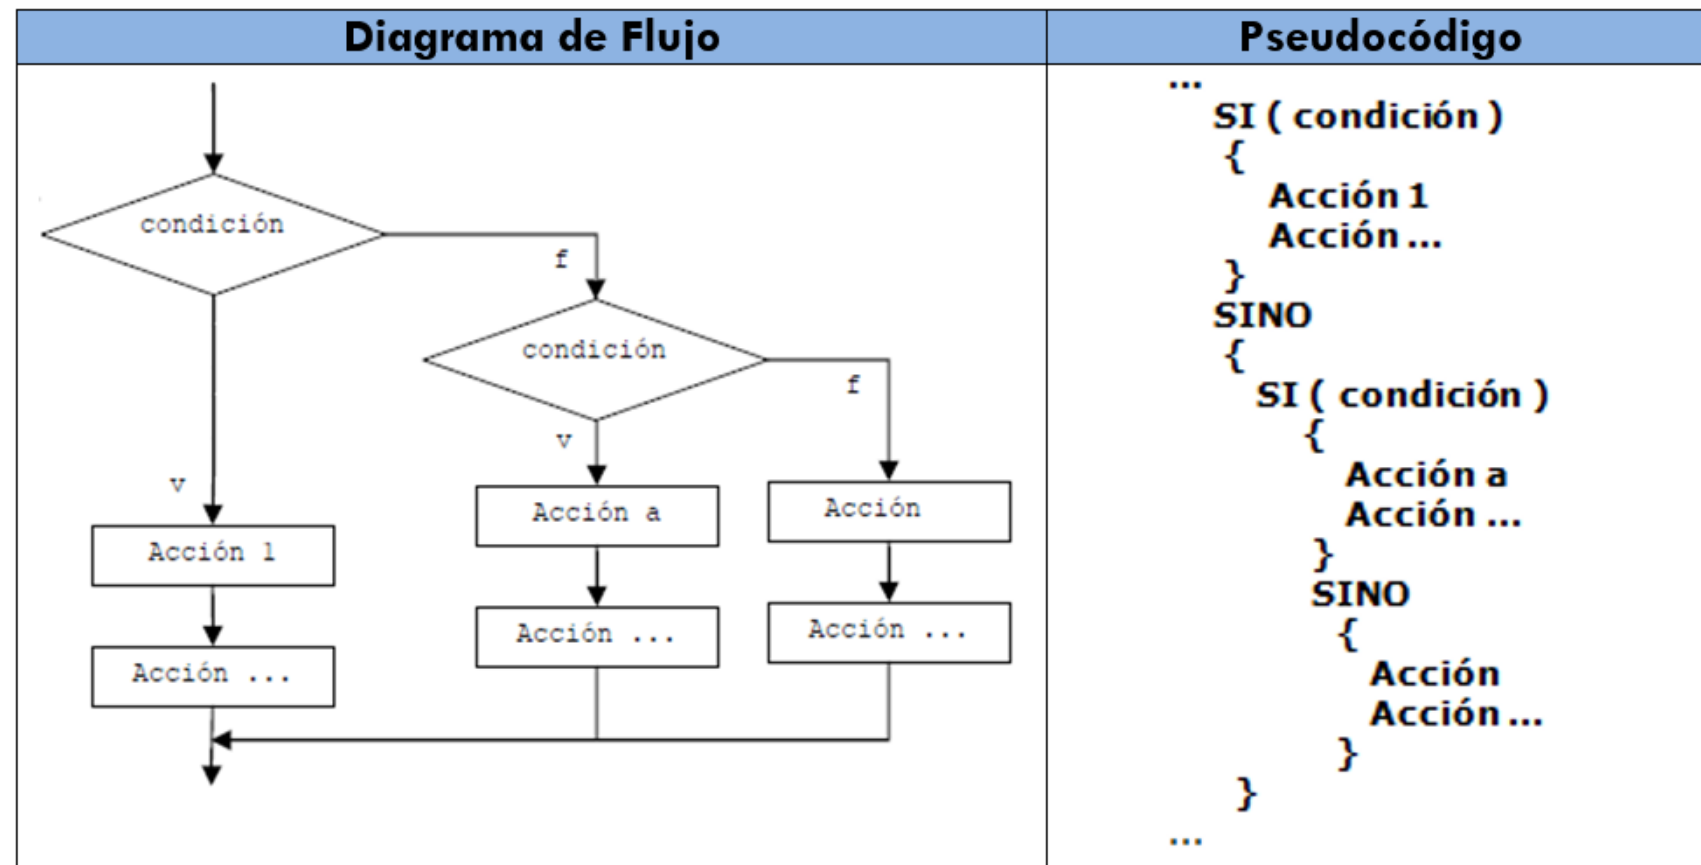 Diagrama de Flujo
Pseudocódigo
condición
f
condición
f
v
v
Acción 1
Acción ...
Acción a
Acción ...
Acción
Acción ...
...
SI ( condición )
{
Acción 1
Acción ...
}
SINO
{
SI ( condición )
{
Acción a
Acción ...
}
SINO
{
Acción
Acción ...
}
}
...